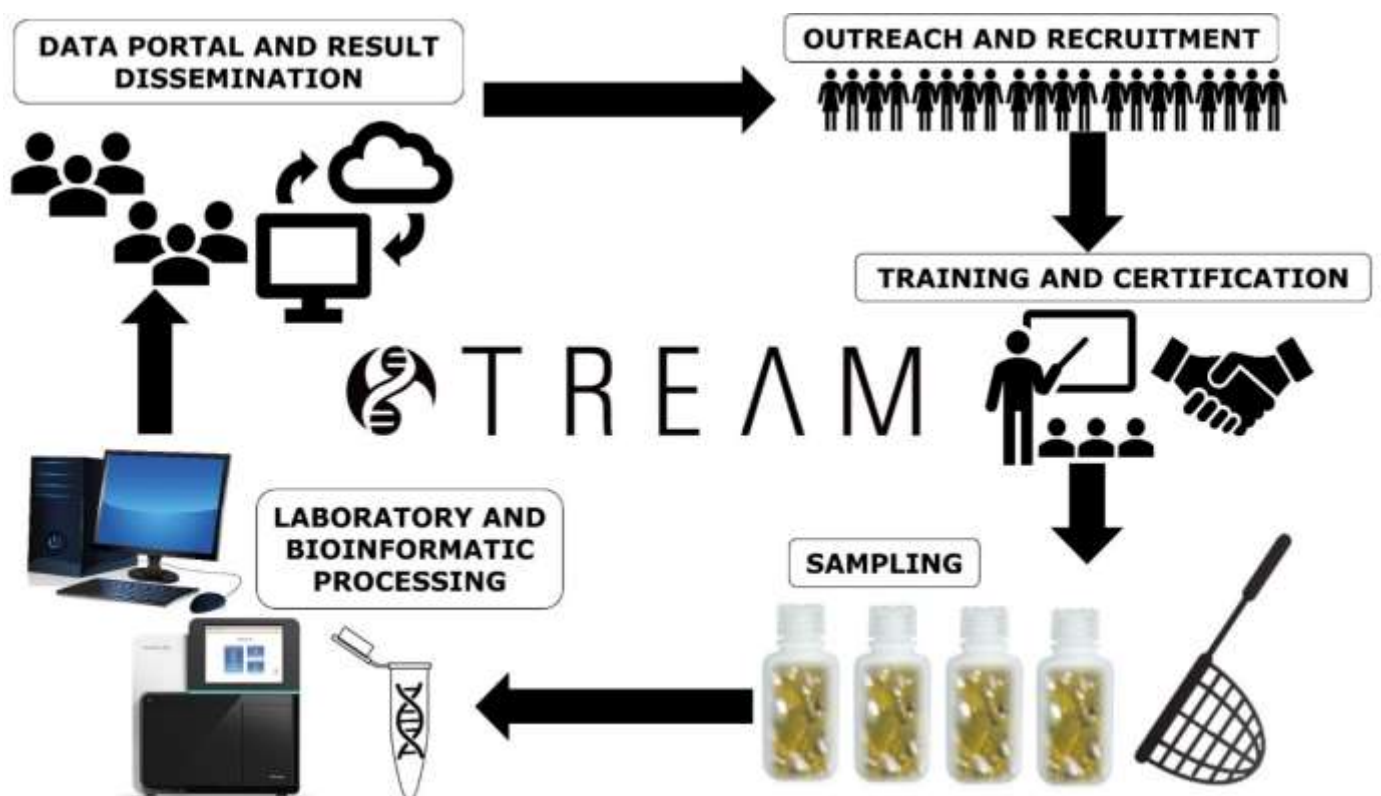 DATA PORTAL AND RESULT
DISSEMINATION
OUTREACH AND RECRUITMENT
TRAINING AND CERTIFICATION
TREAM
LABORATORY AND
BIOINFORMATIC
PROCESSING
SAMPLING